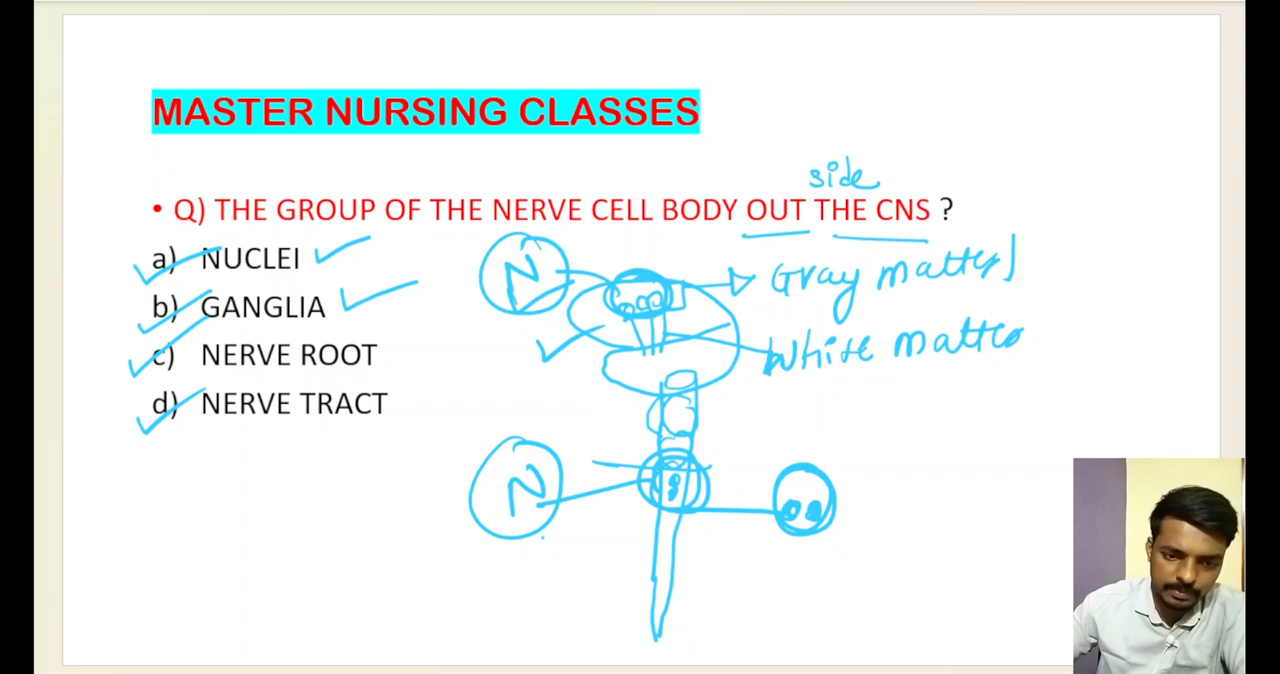 MASTER NURSING CLASSES
side
• Q) THE GROUP OF THE NERVE CELL BODY OUT THE CNS ?
a) NUCLEI
b) GANGLIA
c) NERVE ROOT
d) NERVE TRACT
N
Gray matter
White matter
N